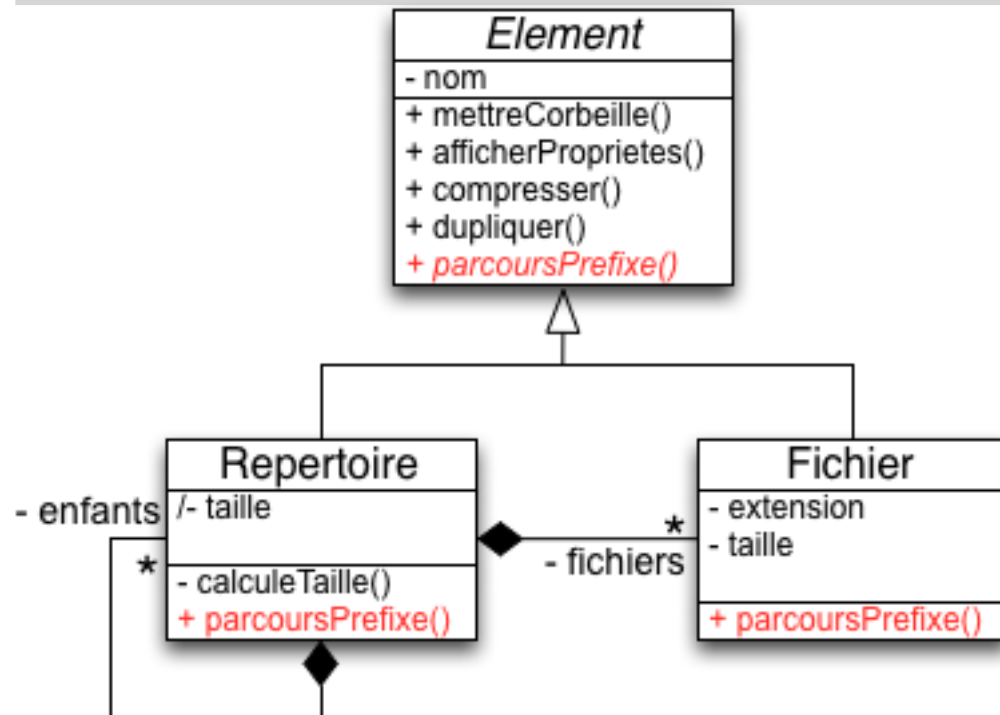 Element
- nom
+ mettreCorbeille()
+ afficherProprietes()
+ compresser()
+ dupliquer()
+ parcoursPrefixe()
Repertoire
/- taille
- calculeTaille()
+ parcoursPrefixe()
- enfants
*
*
- fichiers
Fichier
- extension
- taille
+ parcoursPrefixe()